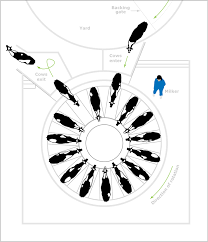 Backing
gate
Yard
Cows
enter
Cows
exit
Milker
Direction of rotation